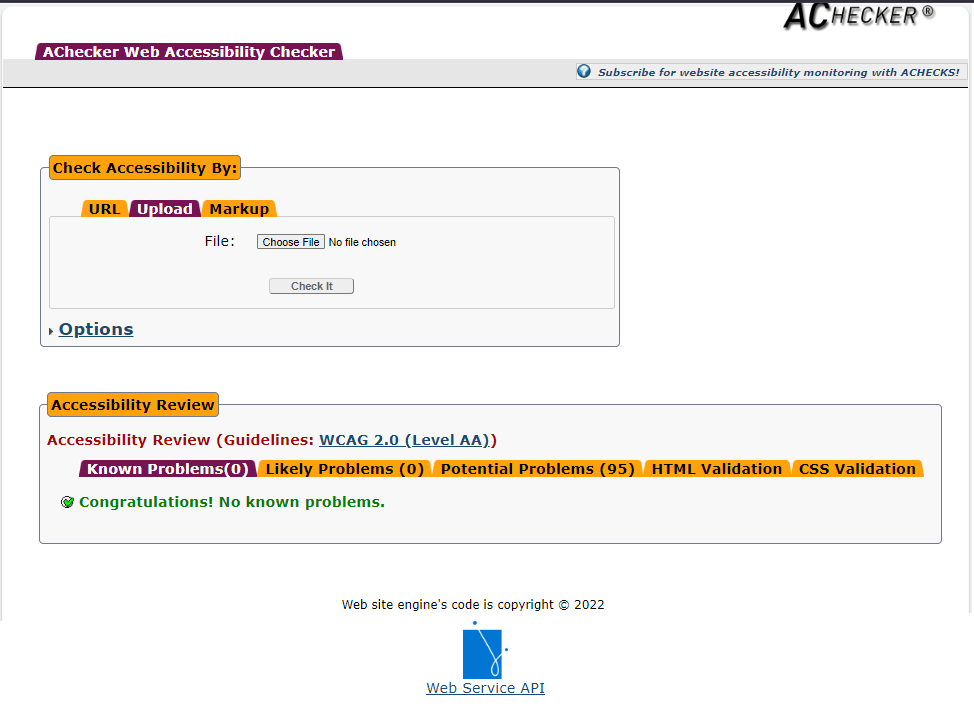 ACHECKER ®
AChecker Web Accessibility Checker
Subscribe for website accessibility monitoring with ACHECKS!
Check Accessibility By:
URL Upload Markup
File: Choose File No file chosen
Check It
Options
Accessibility Review
Accessibility Review (Guidelines: WCAG 2.0 (Level AA))
Known Problems(0) Likely Problems (0) Potential Problems (95) HTML Validation CSS Validation
Congratulations! No known problems.
Web site engine's code is copyright © 2022
Web Service API